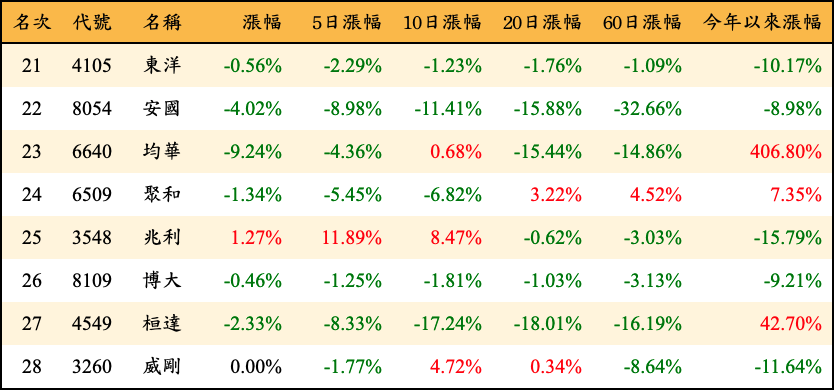 名次 代號 名稱 漲幅 5日漲幅 10日漲幅 20日漲幅 60日漲幅 今年以來漲幅
21 4105 東洋 -0.56% -2.29% -1.23% -1.76% -1.09% -10.17%
22 8054 安國 -4.02% -8.98% -11.41% -15.88% -32.66% -8.98%
23 6640 均華 -9.24% -4.36% 0.68% -15.44% -14.86% 406.80%
24 6509 聚和 -1.34% -5.45% -6.82% 3.22% 4.52% 7.35%
25 3548 兆利 1.27% 11.89% 8.47% -0.62% -3.03% -15.79%
26 8109 博大 -0.46% -1.25% -1.81% -1.03% -3.13% -9.21%
27 4549 桓達 -2.33% -8.33% -17.24% -18.01% -16.19% 42.70%
28 3260 威剛 0.00% -1.77% 4.72% 0.34% -8.64% -11.64%